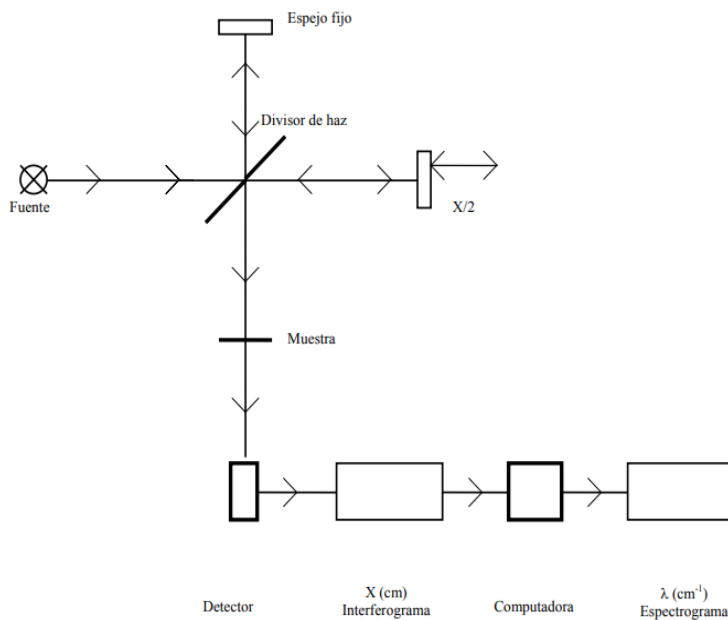 Espejo fijo
Divisor de haz
Fuente
X/2
Muestra
Detector
X (cm)
Interferograma
Computadora
λ (cm⁻¹)
Espectrograma